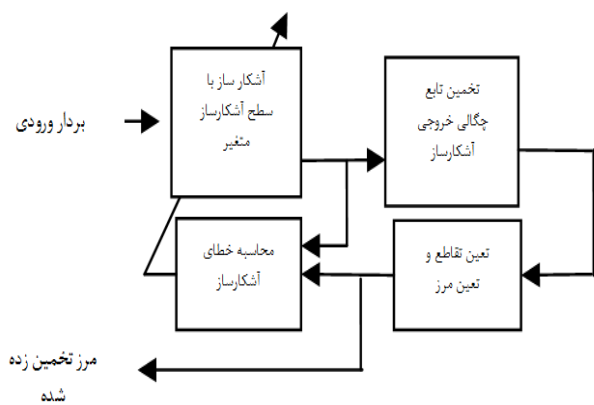 آشکار ساز با
سطح آشکارساز
متغیر
تخمین تابع
چگالی خروجی
آشکارساز
بردار ورودی
محاسبه خطای
آشکارساز
تعین تقاطع و
تعین مرز
مرز تخمین زده
شده